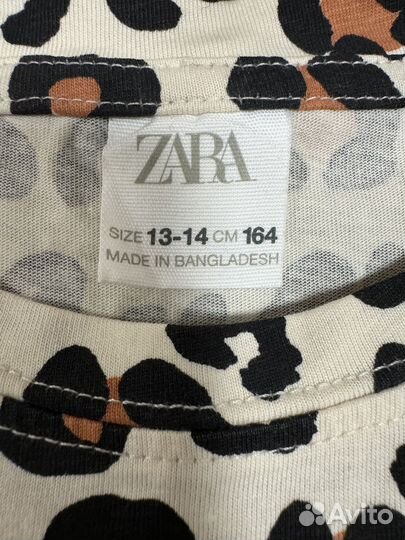 ZARA
SIZE 13-14 CM 164
MADE IN BANGLADESH
Avito